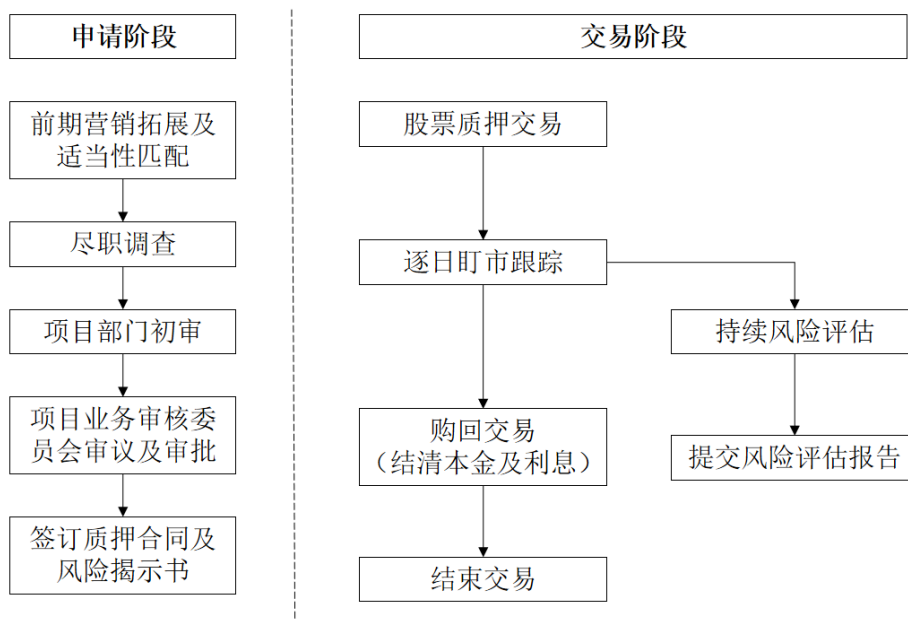 申请阶段
前期营销拓展及
适当性匹配
尽职调查
项目部门初审
项目业务审核委
员会审议及审批
签订质押合同及
风险揭示书
交易阶段
股票质押交易
逐日盯市跟踪
持续风险评估
购回交易
（结清本金及利息）
提交风险评估报告
结束交易